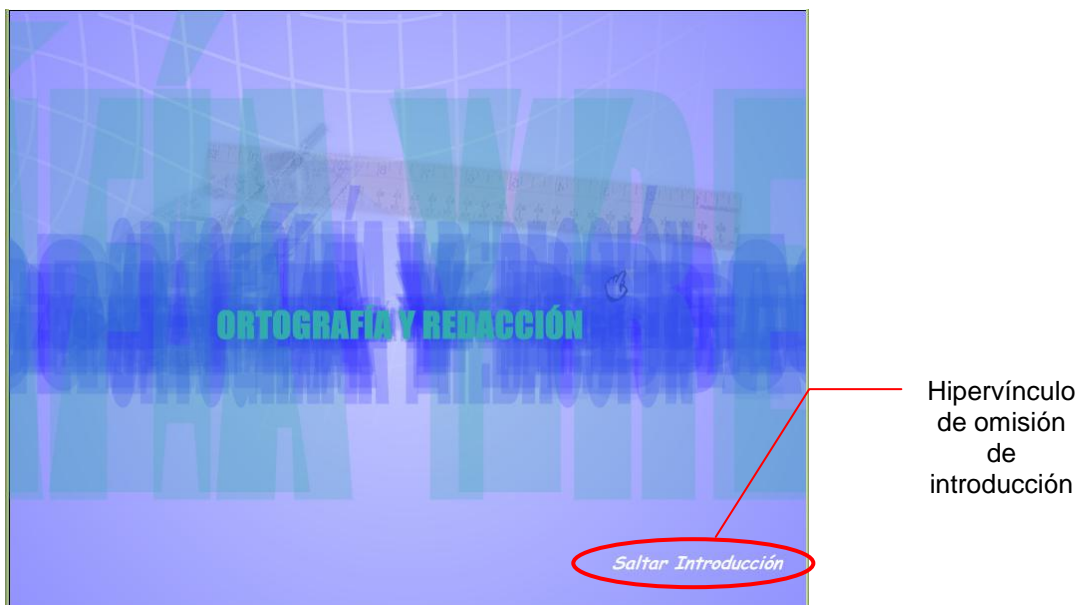 ORTOGRAFÍA Y REDACCIÓN
Hipervínculo
de omisión
de
introducción
Saltar Introducción